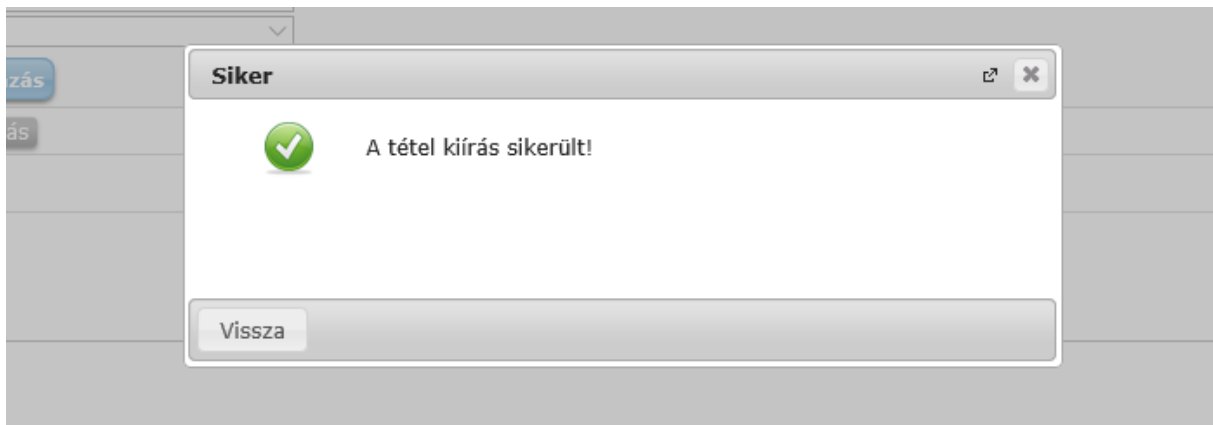 zás
Siker
ás
A tétel kiírás sikerült!
Vissza